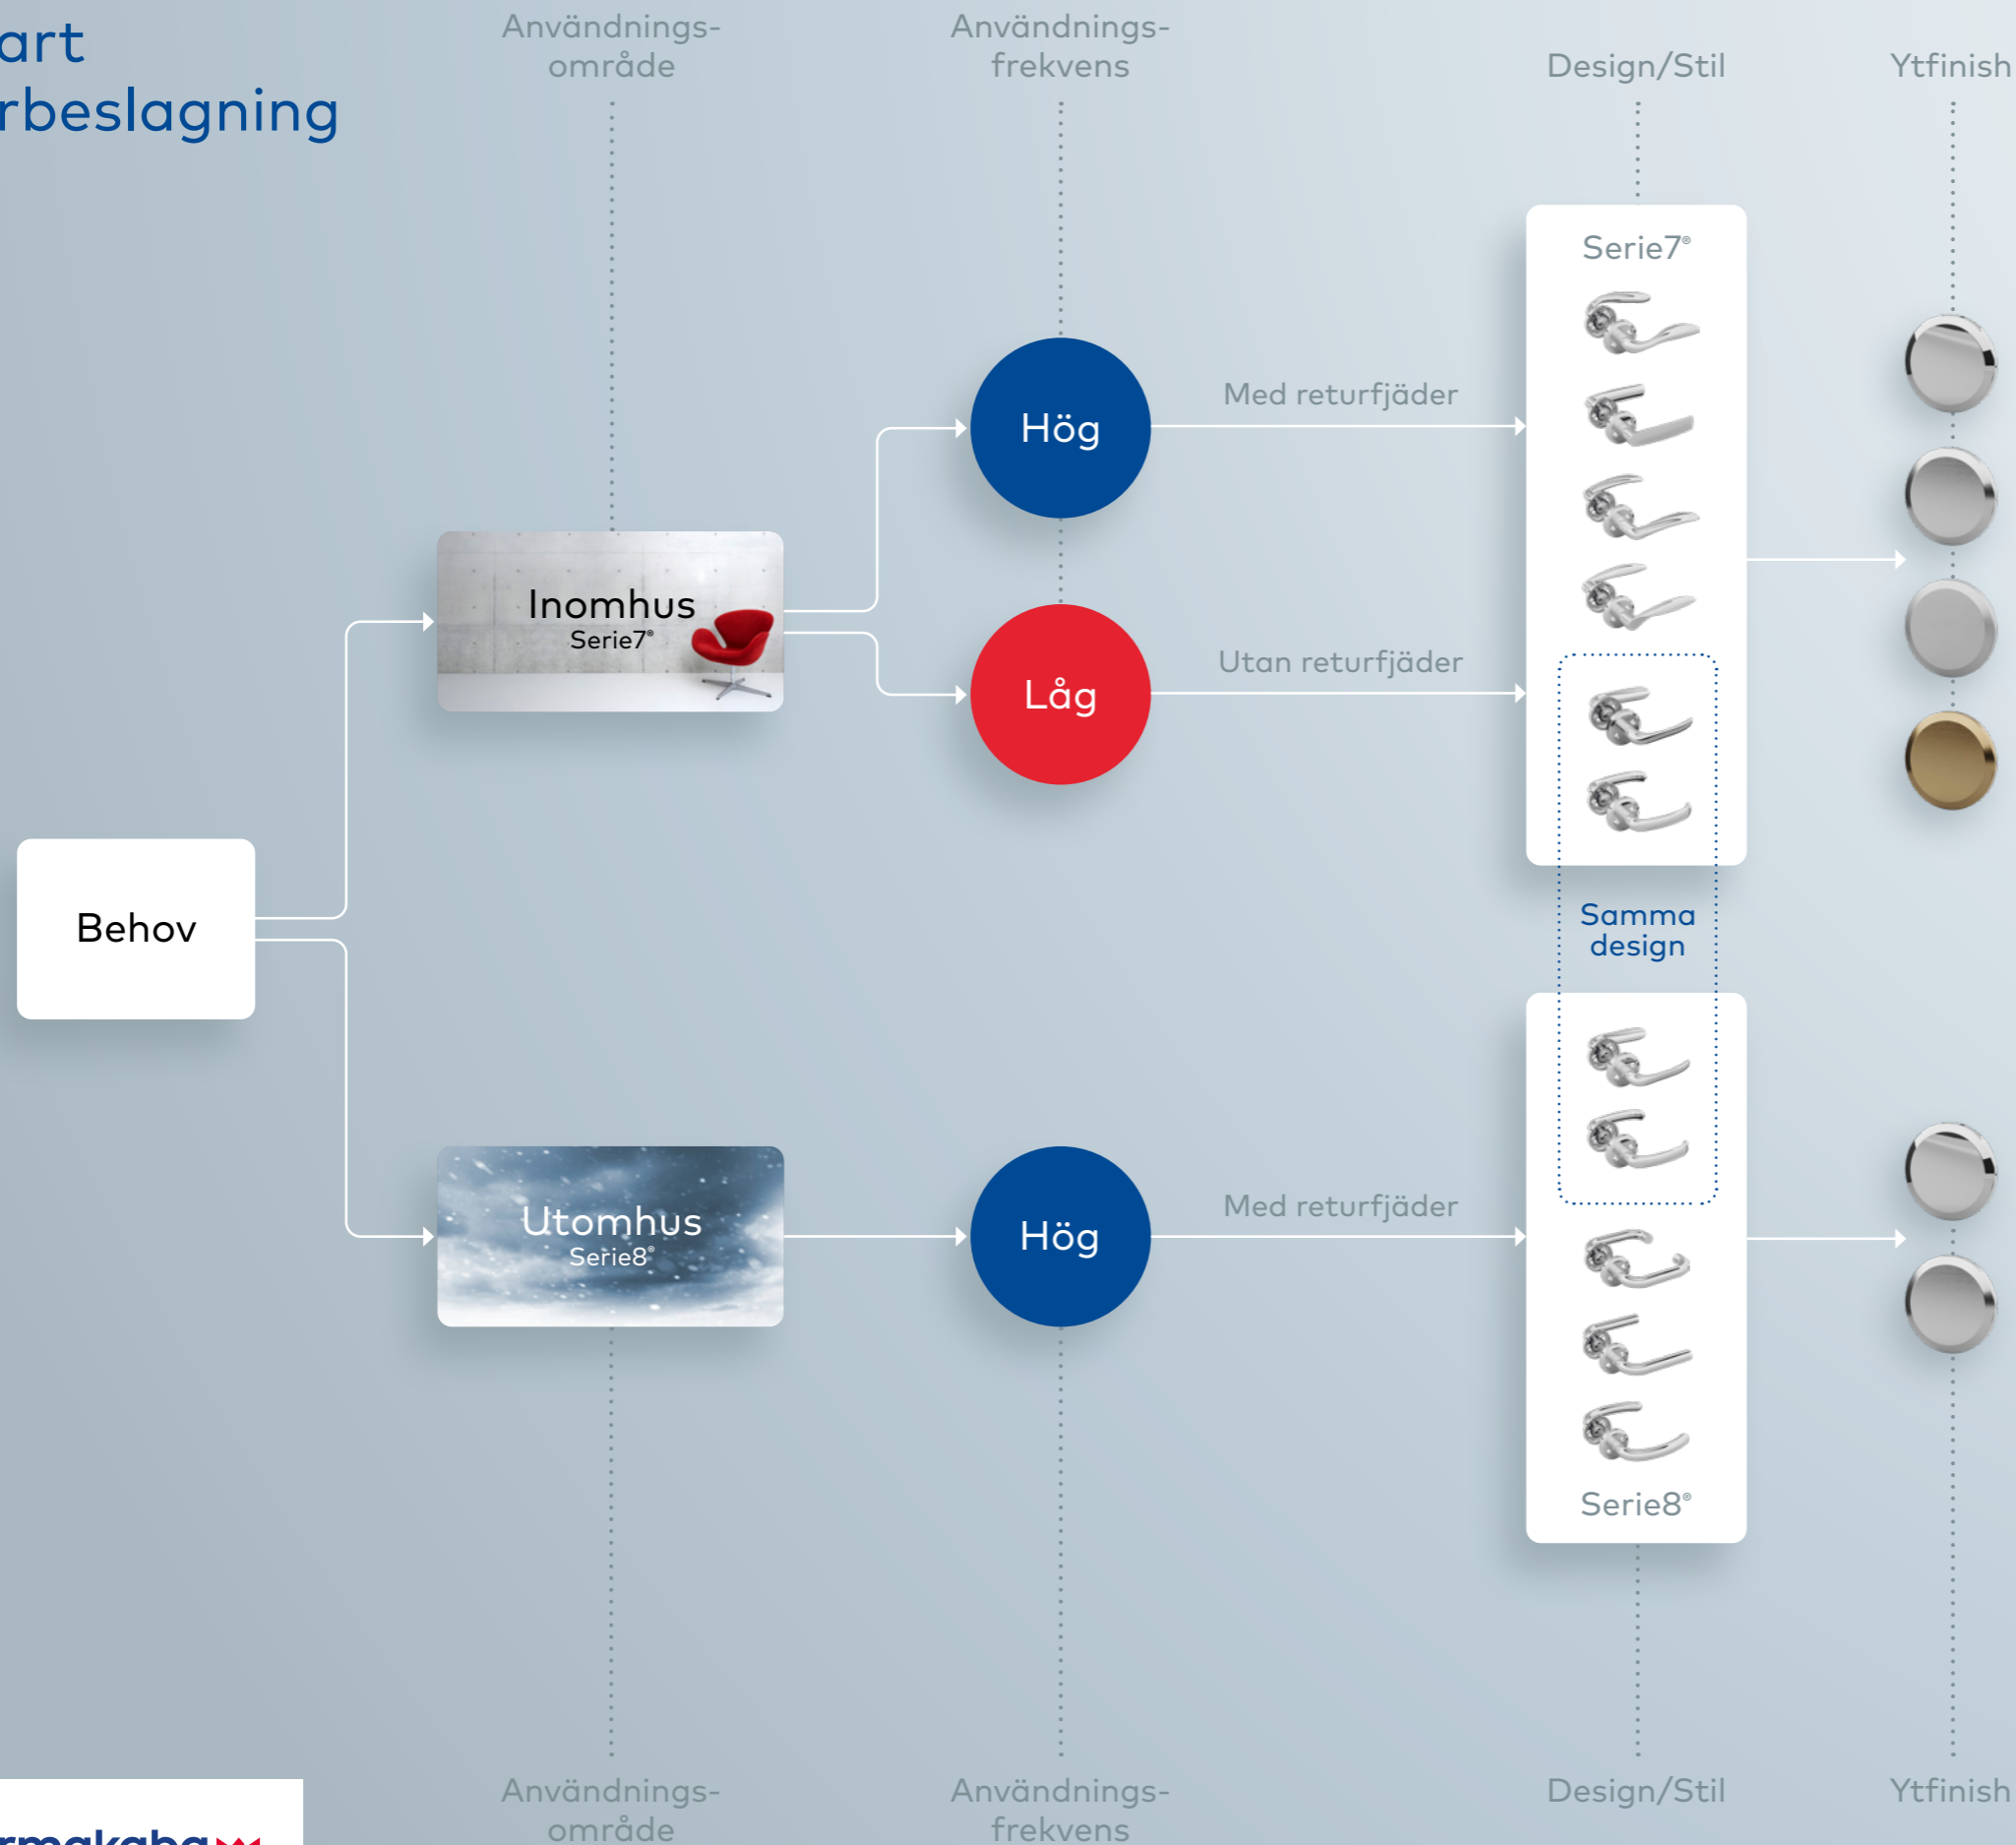 art
rbeslagning
Användnings-
område
Användnings-
frekvens
Design/Stil
Ytfinish
Serie7®
Hög
Med returfjäder
Inomhus
Serie7®
Låg
Utan returfjäder
Behov
Samma
design
Utomhus
Serie8®
Hög
Med returfjäder
Serie8®
Användnings-
område
Användnings-
frekvens
Design/Stil
Ytfinish
rmakaba